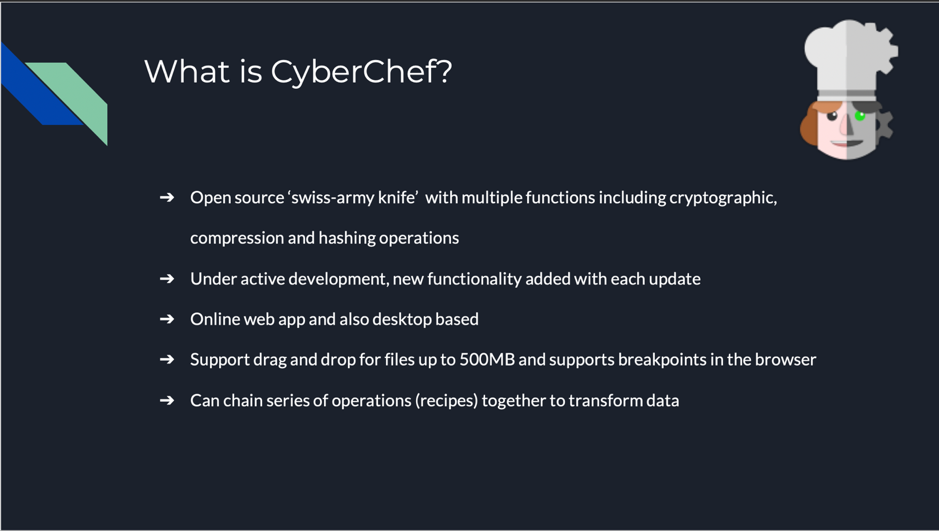 What is CyberChef?
➔ Open source ‘swiss-army knife’ with multiple functions including cryptographic,
compression and hashing operations
➔ Under active development, new functionality added with each update
➔ Online web app and also desktop based
➔ Support drag and drop for files up to 500MB and supports breakpoints in the browser
➔ Can chain series of operations (recipes) together to transform data